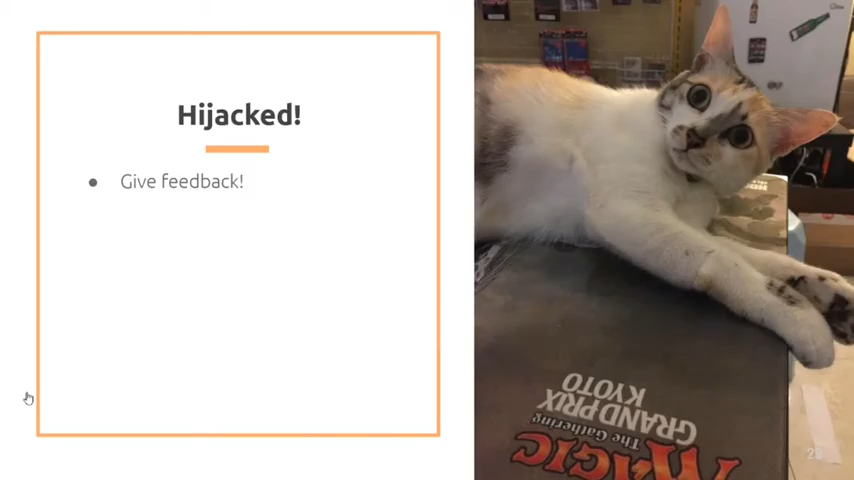 Hijacked!
Give feedback!
MAGIC
The Gathering
GRAND PRIX
KYOTO